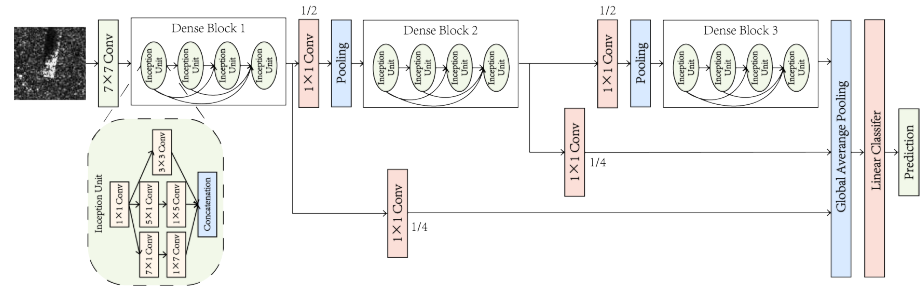 1/2
1/2
Dense Block 1
Dense Block 2
Dense Block 3
7×7 Conv
Inception Unit
Inception Unit
Inception Unit
Inception Unit
1×1 Conv
Pooling
Inception Unit
Inception Unit
Inception Unit
Inception Unit
1×1 Conv
Pooling
Inception Unit
Inception Unit
Inception Unit
Inception Unit
1×1 Conv
1/4
1×1 Conv
1/4
Global Averange Pooling
Linear Classifer
Prediction
Inception Unit
1×1 Conv
3×3 Conv
5×1 Conv
1×5 Conv
7×1 Conv
1×7 Conv
Concatenation